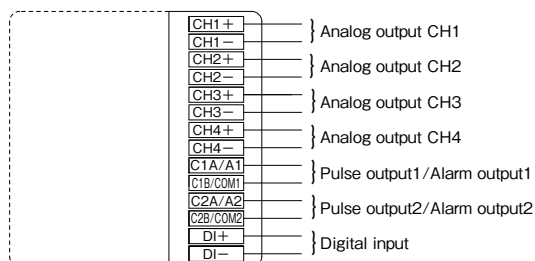 CH1+
CH1− Analog output CH1
CH2+
CH2− Analog output CH2
CH3+
CH3− Analog output CH3
CH4+
CH4− Analog output CH4
C1A/A1
C1B/COM1 Pulse output1/Alarm output1
C2A/A2
C2B/COM2 Pulse output2/Alarm output2
DI+
DI− Digital input